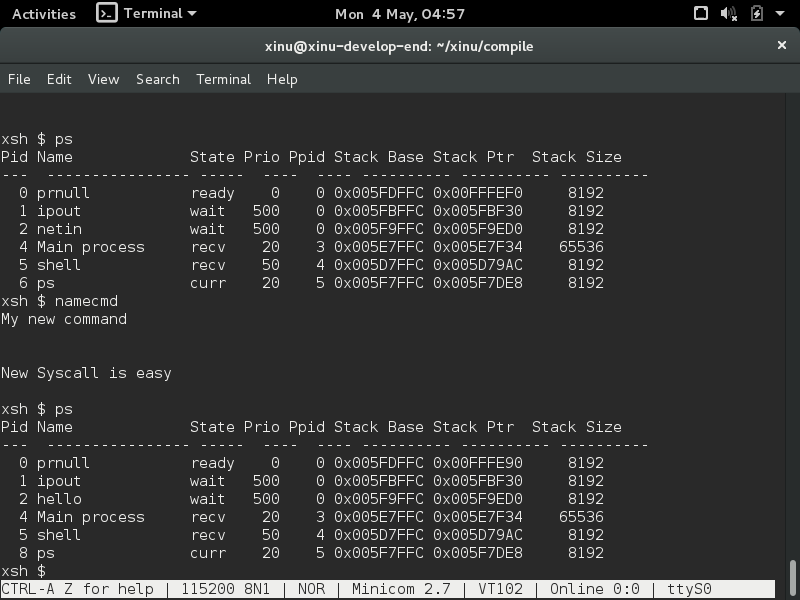 Activities Terminal Mon 4 May, 04:57
xinu@xinu-develop-end: ~/xinu/compile ×
File Edit View Search Terminal Help
xsh $ ps
Pid Name             State Prio Ppid Stack Base Stack Ptr  Stack Size
--- ---------------- ----- ---- ---- ---------- ---------- ----------
  0 prnull           ready    0    0 0x005FDFFC 0x00FFFEF0     8192
  1 ipout            wait   500    0 0x005FBFFC 0x005FBF30     8192
  2 netin            wait   500    0 0x005F9FFC 0x005F9ED0     8192
  4 Main process     recv    20    3 0x005E7FFC 0x005E7F34    65536
  5 shell            recv    50    4 0x005D7FFC 0x005D79AC     8192
  6 ps               curr    20    5 0x005F7FFC 0x005F7DE8     8192
xsh $ namecmd
My new command
New Syscall is easy
xsh $ ps
Pid Name             State Prio Ppid Stack Base Stack Ptr  Stack Size
--- ---------------- ----- ---- ---- ---------- ---------- ----------
  0 prnull           ready    0    0 0x005FDFFC 0x00FFFE90     8192
  1 ipout            wait   500    0 0x005FBFFC 0x005FBF30     8192
  2 hello            wait   500    0 0x005F9FFC 0x005F9ED0     8192
  4 Main process     recv    20    3 0x005E7FFC 0x005E7F34    65536
  5 shell            recv    50    4 0x005D7FFC 0x005D79AC     8192
  8 ps               curr    20    5 0x005F7FFC 0x005F7DE8     8192
xsh $
CTRL-A Z for help | 115200 8N1 | NOR | Minicom 2.7 | VT102 | Online 0:0 | ttyS0